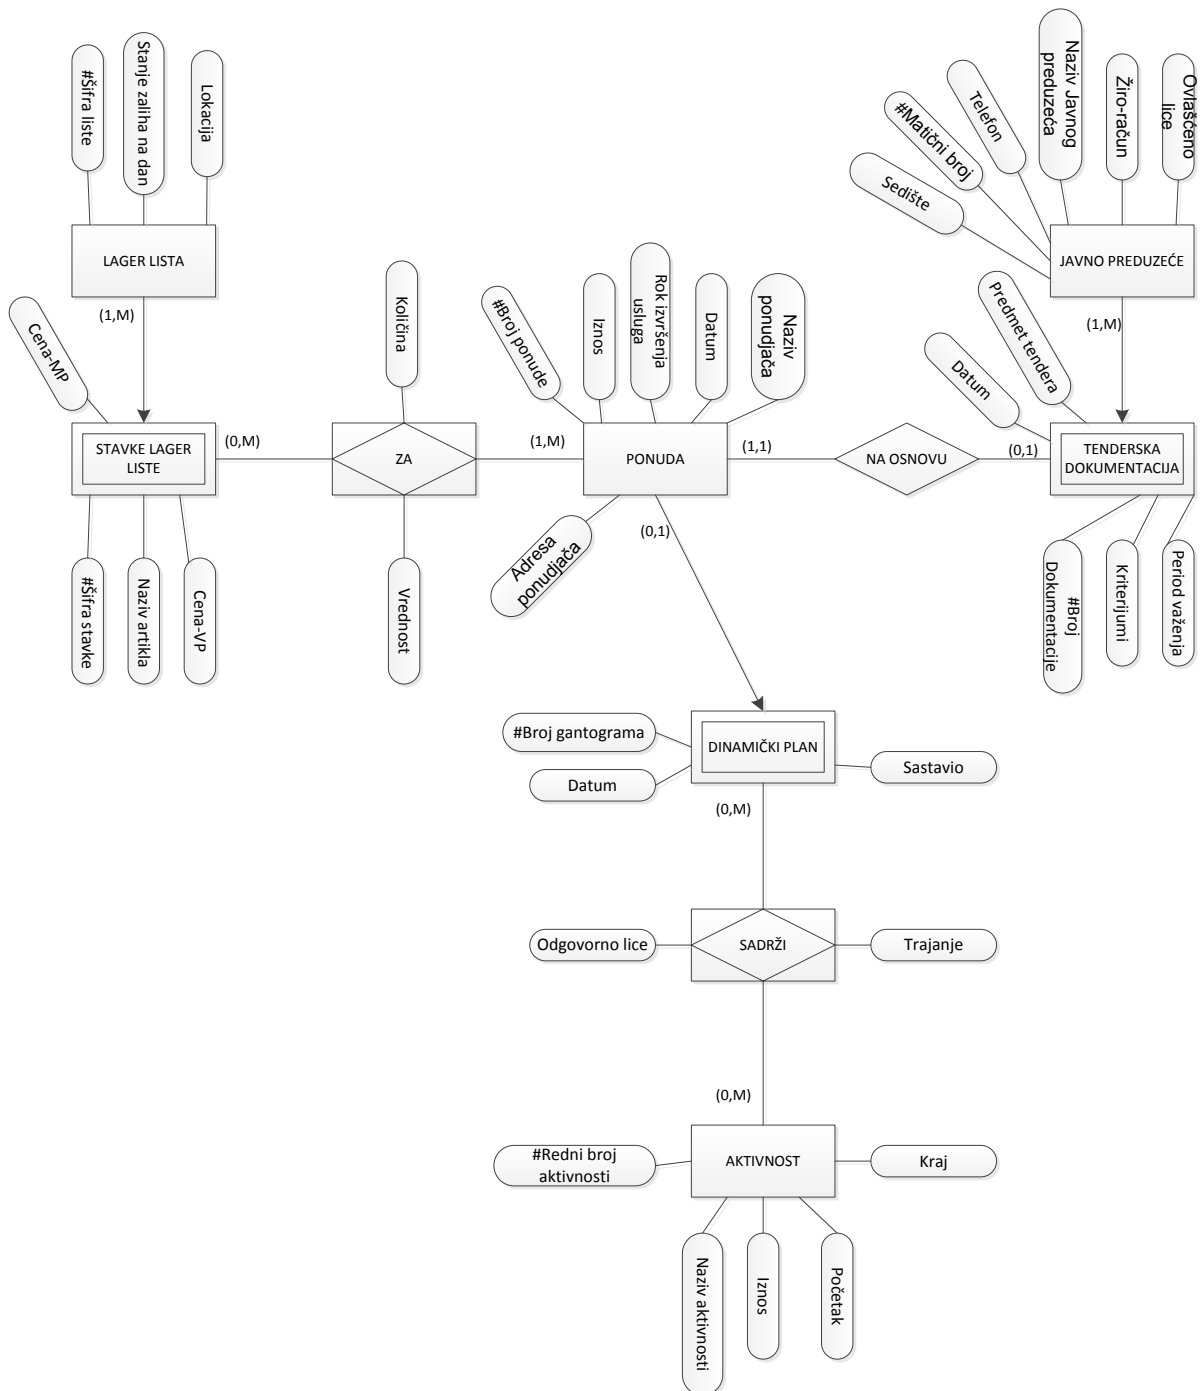 #Šifra liste
Stanje zaliha na dan
Lokacija
LAGER LISTA
(1,M)
Cena-MP
STAVKE LAGER
LISTE
(0,M)
#Šifra stavke
Naziv artikla
Cena-VP
Količina
ZA
Vrednost
(1,M)
#Broj ponude
Iznos
Rok izvršenja
usluga
Datum
Naziv
ponudjača
PONUDA
(1,1)
(0,1)
Adresa
ponudjača
NA OSNOVU
(0,1)
Sedište
#Matični broj
Telefon
Naziv Javnog
preduzeća
Žiro-račun
Ovlašćeno
lice
JAVNO PREDUZEĆE
(1,M)
Predmet tendera
Datum
TENDERSKA
DOKUMENTACIJA
#Broj
Dokumentacije
Kriterijumi
Period važenja
#Broj gantograma
Datum
DINAMIČKI PLAN
Sastavio
(0,M)
Odgovorno lice
SADRŽI
Trajanje
(0,M)
#Redni broj
aktivnosti
AKTIVNOST
Kraj
Naziv aktivnosti
Iznos
Početak